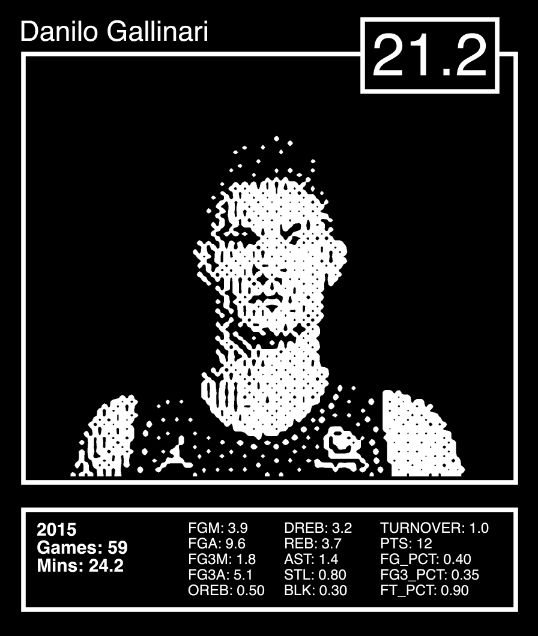 Danilo Gallinari
21.2
2015
Games: 59
Mins: 24.2
FGM: 3.9
FGA: 9.6
FG3M: 1.8
FG3A: 5.1
OREB: 0.50
DREB: 3.2
REB: 3.7
AST: 1.4
STL: 0.80
BLK: 0.30
TURNOVER: 1.0
PTS: 12
FG_PCT: 0.40
FG3_PCT: 0.35
FT_PCT: 0.90